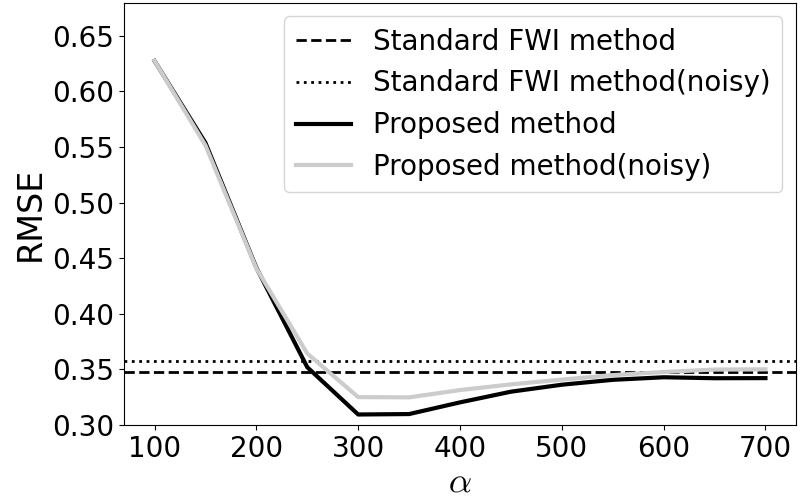 Standard FWI method
Standard FWI method(noisy)
Proposed method
Proposed method(noisy)
RMSE
0.65
0.60
0.55
0.50
0.45
0.40
0.35
0.30
100 200 300 400 500 600 700
α